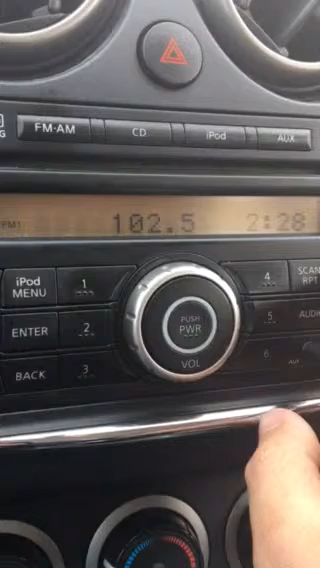 FM·AM CD iPod AUX
FM1 102.5 2:28
iPod MENU 1 4 SCAN RPT
PUSH PWR
ENTER 2 5 AUDIO
BACK 3 VOL 6 AUX